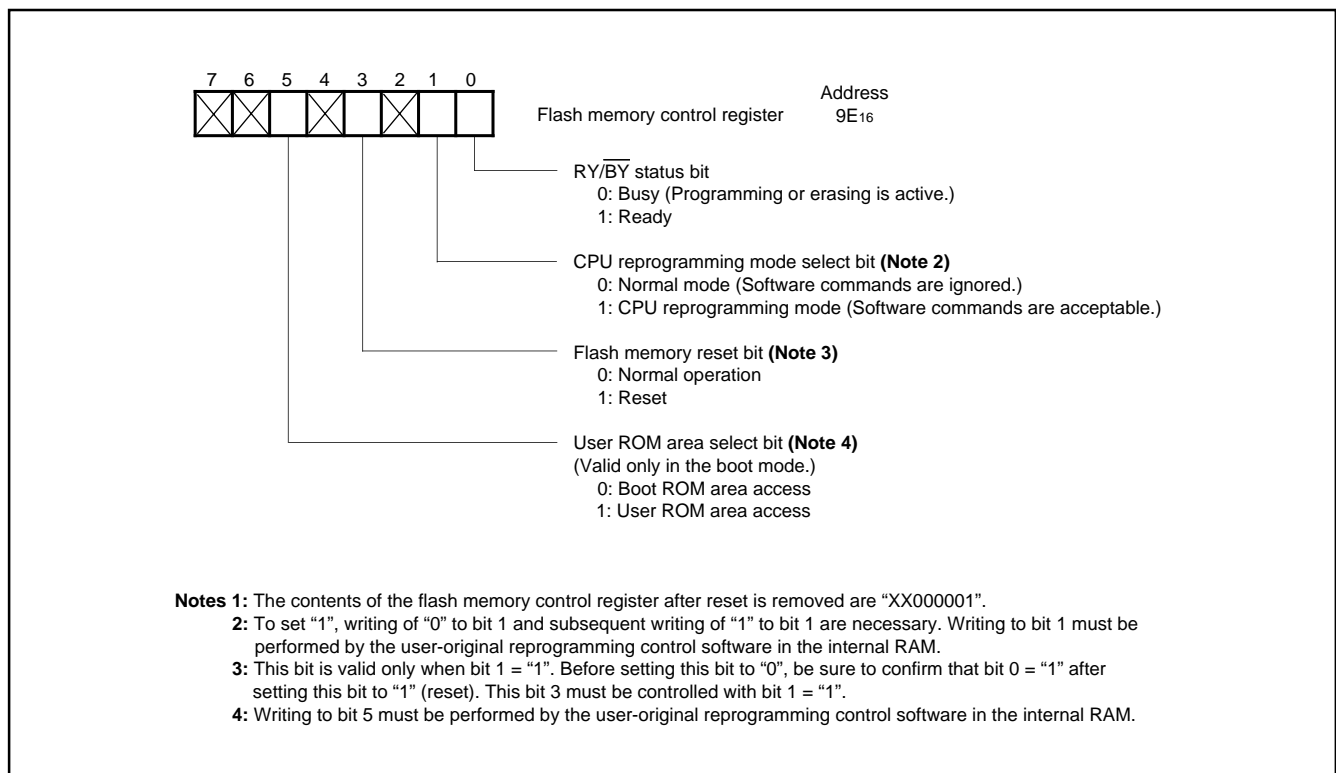 7 6 5 4 3 2 1 0
Address
Flash memory control register 9E16
RY/BY status bit
0: Busy (Programming or erasing is active.)
1: Ready
CPU reprogramming mode select bit (Note 2)
0: Normal mode (Software commands are ignored.)
1: CPU reprogramming mode (Software commands are acceptable.)
Flash memory reset bit (Note 3)
0: Normal operation
1: Reset
User ROM area select bit (Note 4)
(Valid only in the boot mode.)
0: Boot ROM area access
1: User ROM area access
Notes 1: The contents of the flash memory control register after reset is removed are “XX000001”.
2: To set “1”, writing of “0” to bit 1 and subsequent writing of “1” to bit 1 are necessary. Writing to bit 1 must be
performed by the user-original reprogramming control software in the internal RAM.
3: This bit is valid only when bit 1 = “1”. Before setting this bit to “0”, be sure to confirm that bit 0 = “1” after
setting this bit to “1” (reset). This bit 3 must be controlled with bit 1 = “1”.
4: Writing to bit 5 must be performed by the user-original reprogramming control software in the internal RAM.